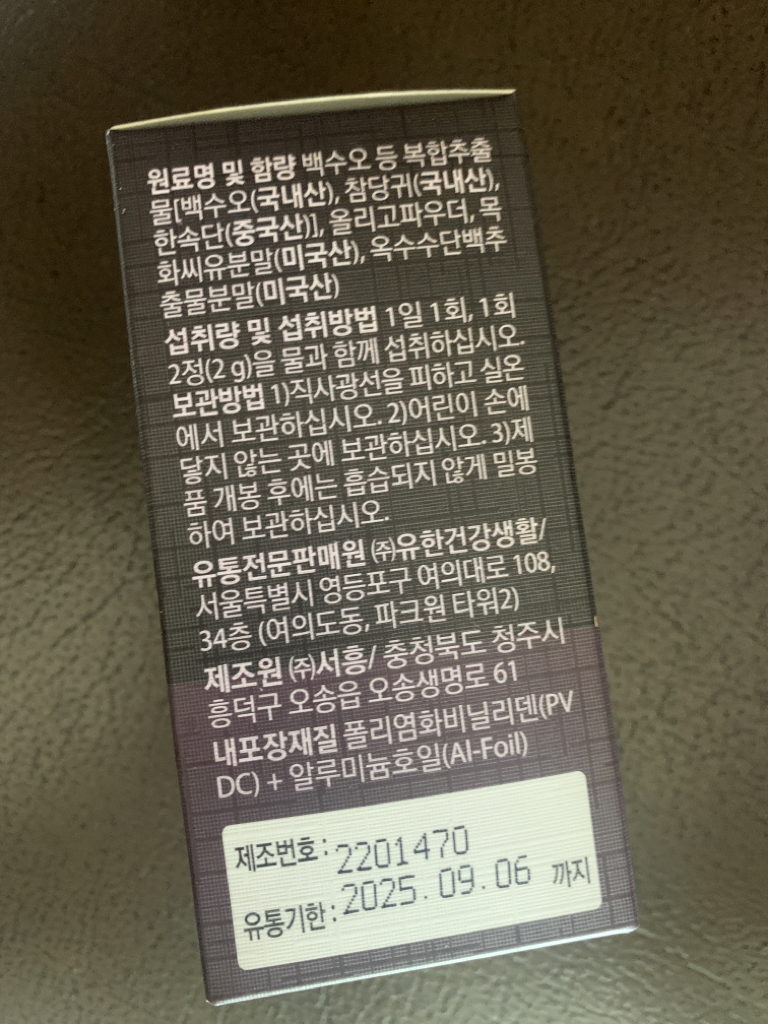 원료명 및 함량 백수오 등 복합추출
물[백수오(국내산), 참당귀(국내산),
한속단(중국산)], 올리고파우더, 목
화씨유분말(미국산), 옥수수단백추
출물분말(미국산)
섭취량 및 섭취방법 1일 1회, 1회
2정(2 g)을 물과 함께 섭취하십시오.
보관방법 1)직사광선을 피하고 실온
에서 보관하십시오. 2)어린이 손에
닿지 않는 곳에 보관하십시오. 3)제
품 개봉 후에는 흡습되지 않게 밀봉
하여 보관하십시오.
유통전문판매원 ㈜유한건강생활/
서울특별시 영등포구 여의대로 108,
34층 (여의도동, 파크원 타워2)
제조원 ㈜서흥/ 충청북도 청주시
흥덕구 오송읍 오송생명로 61
내포장재질 폴리염화비닐리덴(PV
DC) + 알루미늄호일(Al-Foil)
제조번호 : 2201470
유통기한 : 2025.09.06 까지